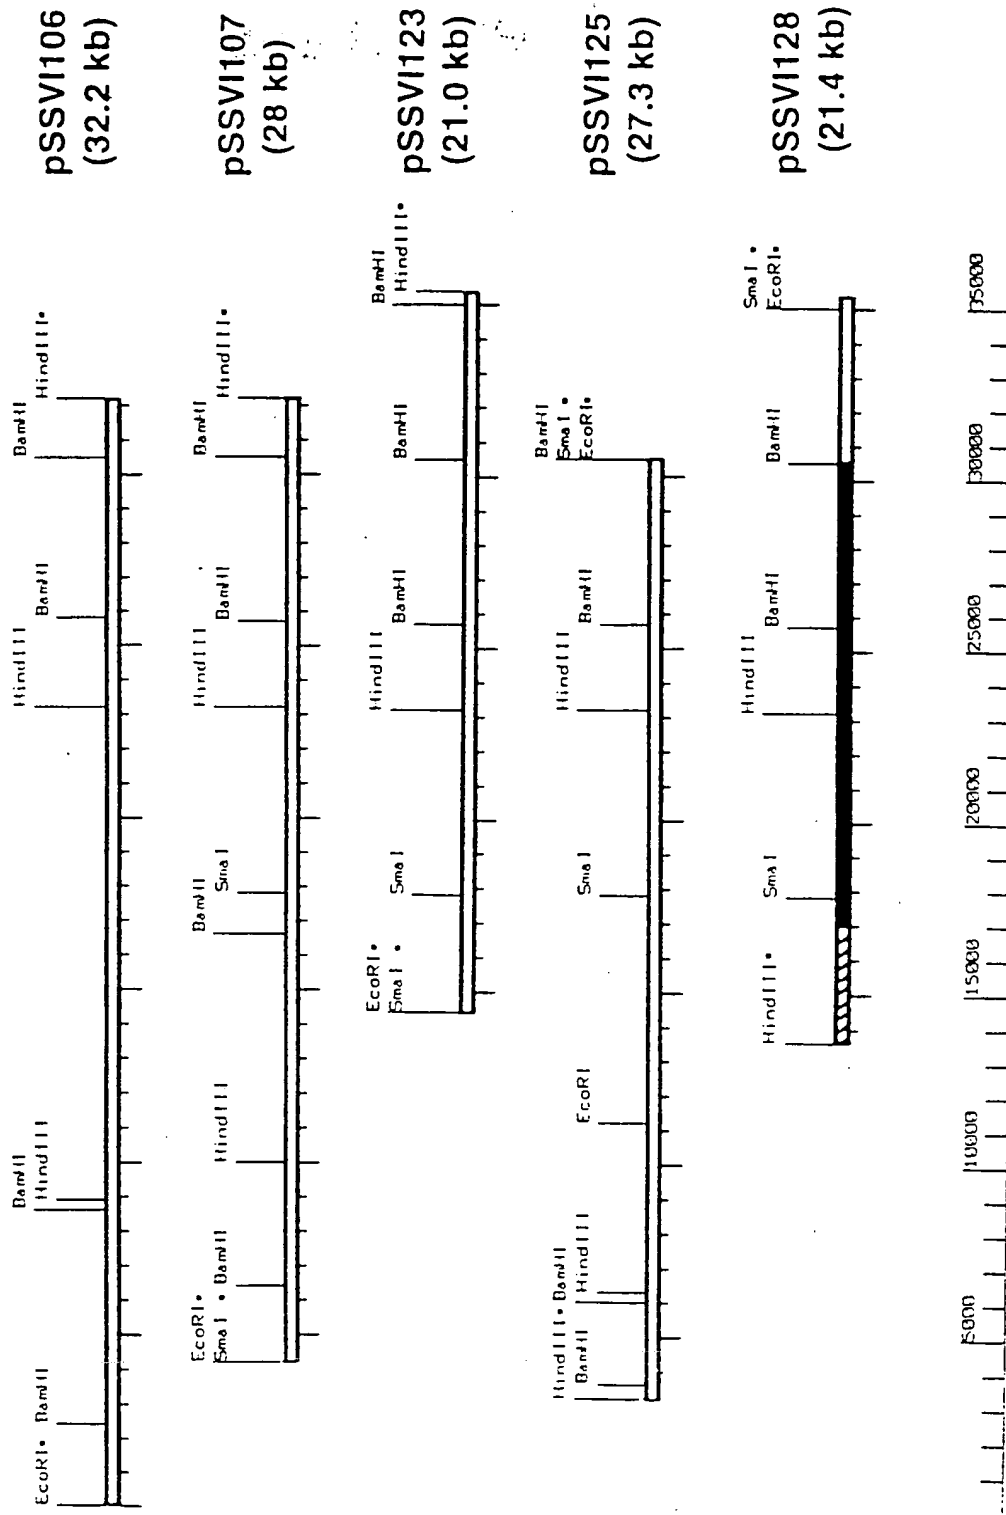 pSSVI106
(32.2 kb)
EcoRI•
BamHI
BamHI
HindIII
HindIII
BamHI
BamHI
HindIII•
pSSVI107
(28 kb)
EcoRI•
SmaI •
BamHI
HindIII
BamHI
SmaI
HindIII
BamHI
BamHI
HindIII•
pSSVI123
(21.0 kb)
EcoRI•
SmaI •
SmaI
HindIII
BamHI
BamHI
BamHI
HindIII•
pSSVI125
(27.3 kb)
HindIII•
BamHI
BamHI
HindIII
EcoRI
SmaI
HindIII
BamHI
BamHI
SmaI •
EcoRI•
pSSVI128
(21.4 kb)
HindIII•
SmaI
HindIII
BamHI
BamHI
SmaI •
EcoRI•
5000
10000
15000
20000
25000
30000
35000